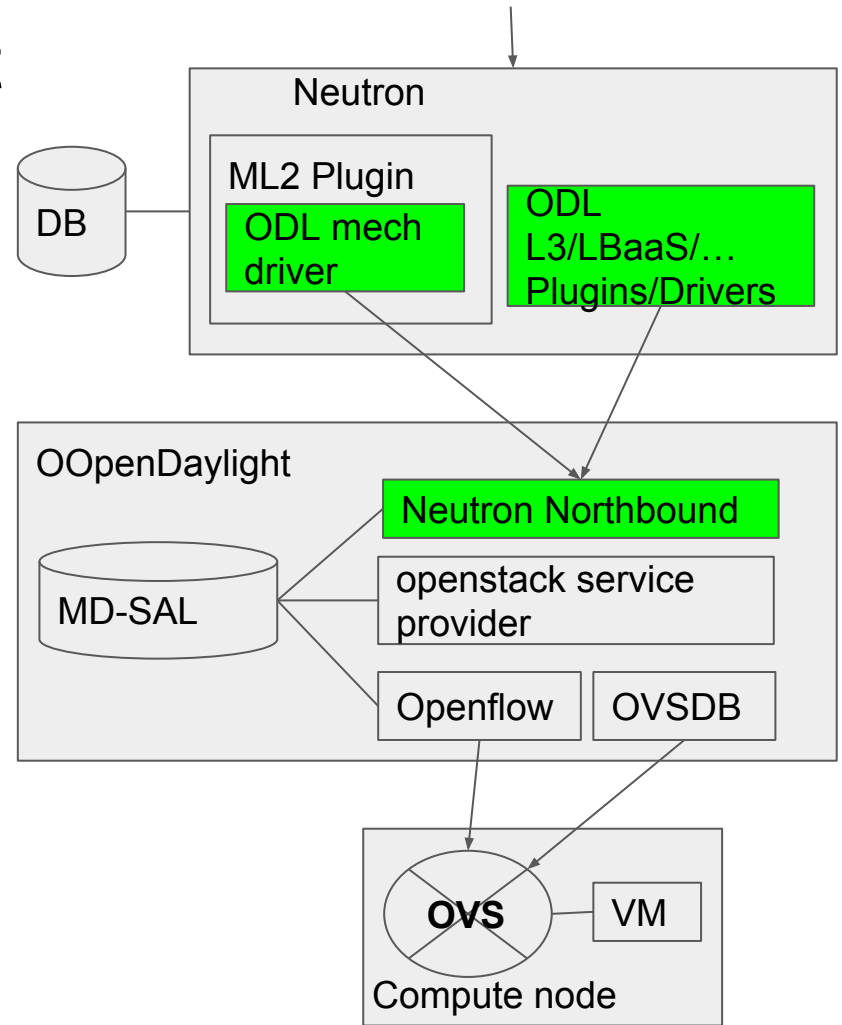 Neutron
ML2 Plugin
ODL mech
driver
ODL
L3/LBaaS/…
Plugins/Drivers
DB
OOpenDaylight
Neutron Northbound
MD-SAL
openstack service
provider
Openflow
OVSDB
OVS
VM
Compute node